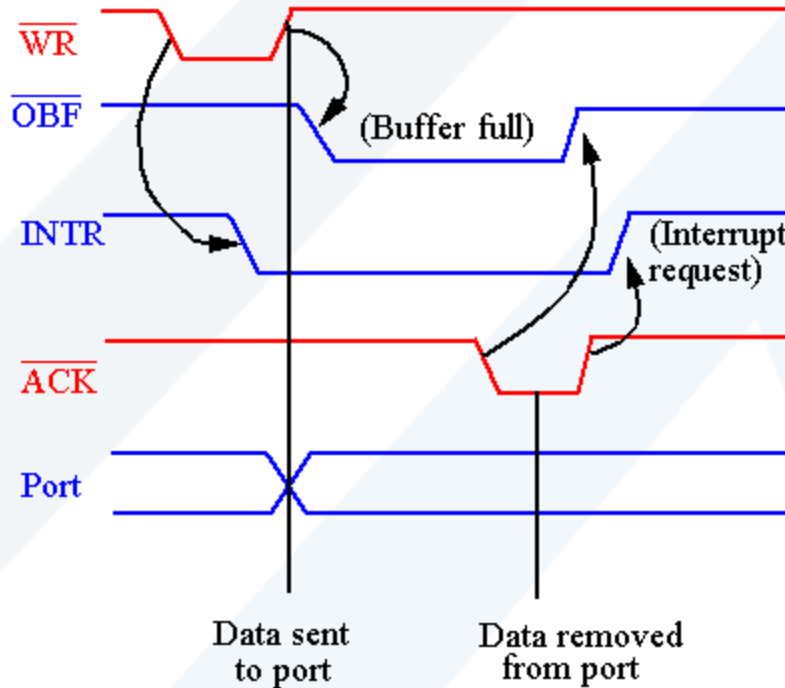 WR
OBF
(Buffer full)
INTR
(Interrupt
request)
ACK
Port
Data sent
to port
Data removed
from port